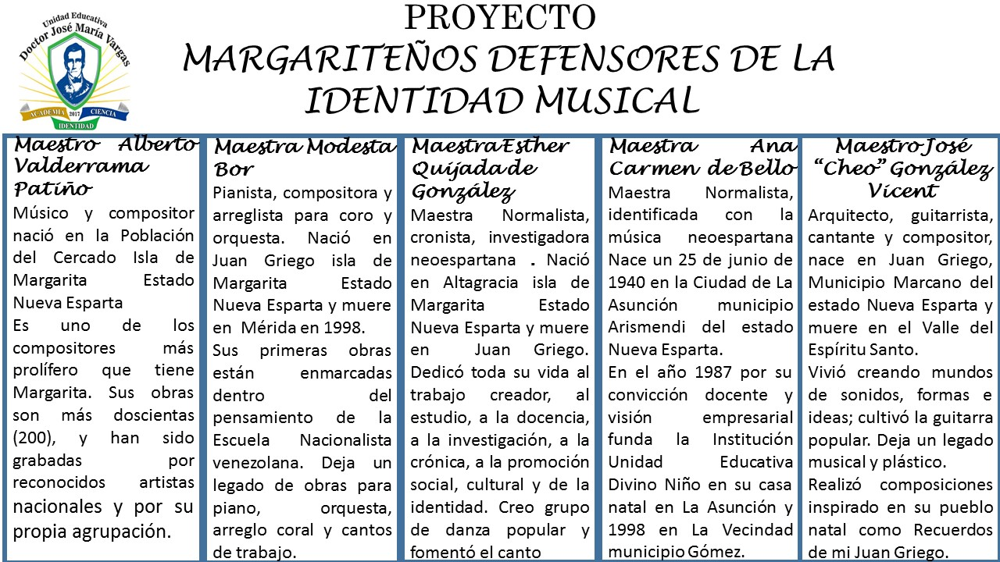 Unidad Educativa
Doctor José María Vargas
ACADEMIA 2017 CIENCIA
IDENTIDAD
PROYECTO
MARGARITEÑOS DEFENSORES DE LA
IDENTIDAD MUSICAL
Maestro Alberto
Valderrama
Patiño
Músico y compositor
nació en la Población
del Cercado Isla de
Margarita Estado
Nueva Esparta
Es uno de los
compositores más
prolífero que tiene
Margarita. Sus obras
son más doscientas
(200), y han sido
grabadas por
reconocidos artistas
nacionales y por su
propia agrupación.
Maestra Modesta
Bor
Pianista, compositora y
arreglista para coro y
orquesta. Nació en
Juan Griego isla de
Margarita Estado
Nueva Esparta y muere
en Mérida en 1998.
Sus primeras obras
están enmarcadas
dentro del
pensamiento de la
Escuela Nacionalista
venezolana. Deja un
legado de obras para
piano, orquesta,
arreglo coral y cantos
de trabajo.
Maestra Esther
Quijada de
González
Maestra Normalista,
cronista, investigadora
neoespartana . Nació
en Altagracia isla de
Margarita Estado
Nueva Esparta y muere
en Juan Griego.
Dedicó toda su vida al
trabajo creador, al
estudio, a la docencia,
a la investigación, a la
crónica, a la promoción
social, cultural y de la
identidad. Creo grupo
de danza popular y
fomentó el canto
Maestra Ana
Carmen de Bello
Maestra Normalista,
identificada con la
música neoespartana
Nace un 25 de junio de
1940 en la Ciudad de La
Asunción municipio
Arismendi del estado
Nueva Esparta.
En el año 1987 por su
convicción docente y
visión empresarial
funda la Institución
Unidad Educativa
Divino Niño en su casa
natal en La Asunción y
1998 en La Vecindad
municipio Gómez.
Maestro José
“Cheo” González
Vicent
Arquitecto, guitarrista,
cantante y compositor,
nace en Juan Griego,
Municipio Marcano del
estado Nueva Esparta y
muere en el Valle del
Espíritu Santo.
Vivió creando mundos
de sonidos, formas e
ideas; cultivó la guitarra
popular. Deja un legado
musical y plástico.
Realizó composiciones
inspirado en su pueblo
natal como Recuerdos
de mi Juan Griego.